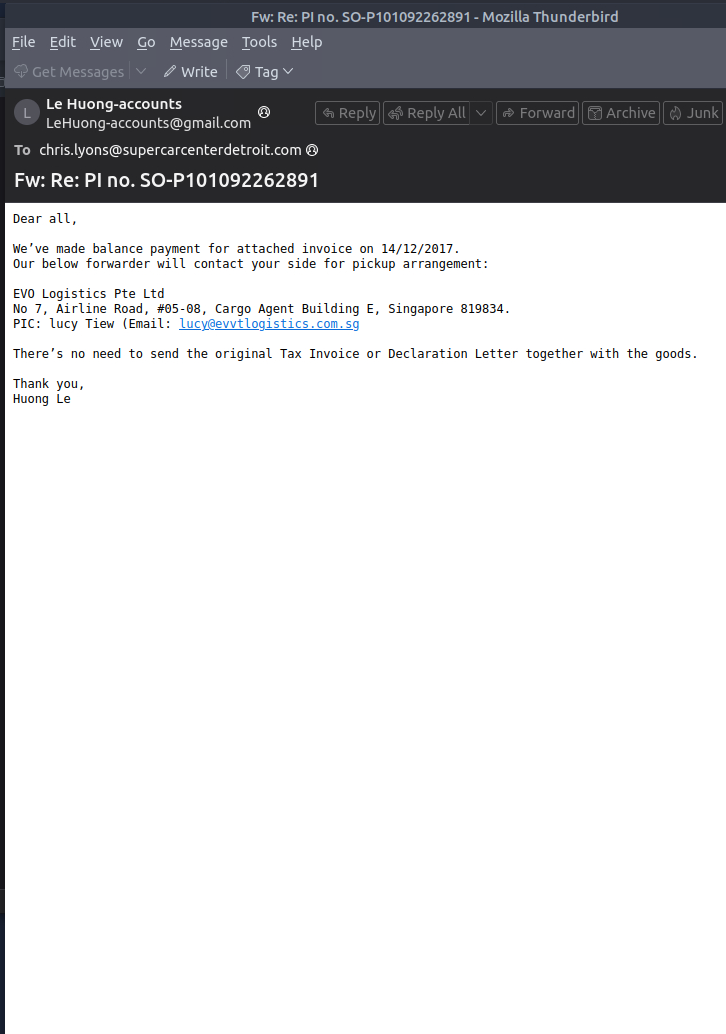 Fw: Re: PI no. SO-P101092262891 - Mozilla Thunderbird
File Edit View Go Message Tools Help
Get Messages Write Tag
L
Le Huong-accounts
LeHuong-accounts@gmail.com
Reply Reply All Forward Archive Junk
To chris.lyons@supercarcenterdetroit.com
Fw: Re: PI no. SO-P101092262891
Dear all,
We’ve made balance payment for attached invoice on 14/12/2017.
Our below forwarder will contact your side for pickup arrangement:
EVO Logistics Pte Ltd
No 7, Airline Road, #05-08, Cargo Agent Building E, Singapore 819834.
PIC: lucy Tiew (Email: lucy@evvtlogistics.com.sg
There’s no need to send the original Tax Invoice or Declaration Letter together with the goods.
Thank you,
Huong Le